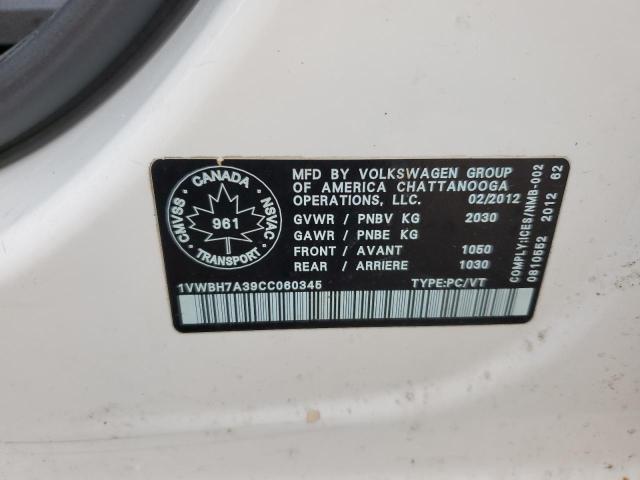 CANADA
CMVSS
NSVAC
961
TRANSPORT
MFD BY VOLKSWAGEN GROUP
OF AMERICA CHATTANOOGA
OPERATIONS, LLC. 02/2012
GVWR / PNBV KG 2030
GAWR / PNBE KG
FRONT / AVANT 1050
REAR / ARRIERE 1030
1VWBH7A39CC060345 TYPE:PC/VT
COMPLY:ICES/NMB-002
0810552 2012 62